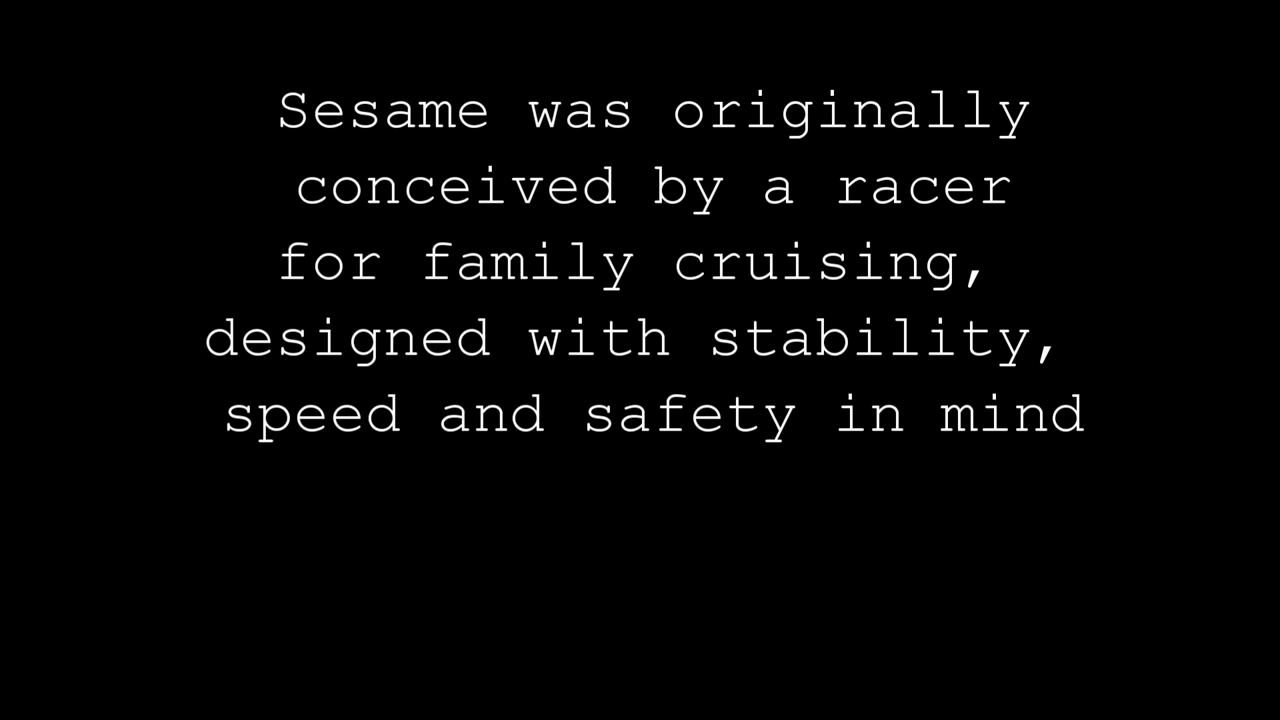 Sesame was originally
conceived by a racer
for family cruising,
designed with stability,
speed and safety in mind